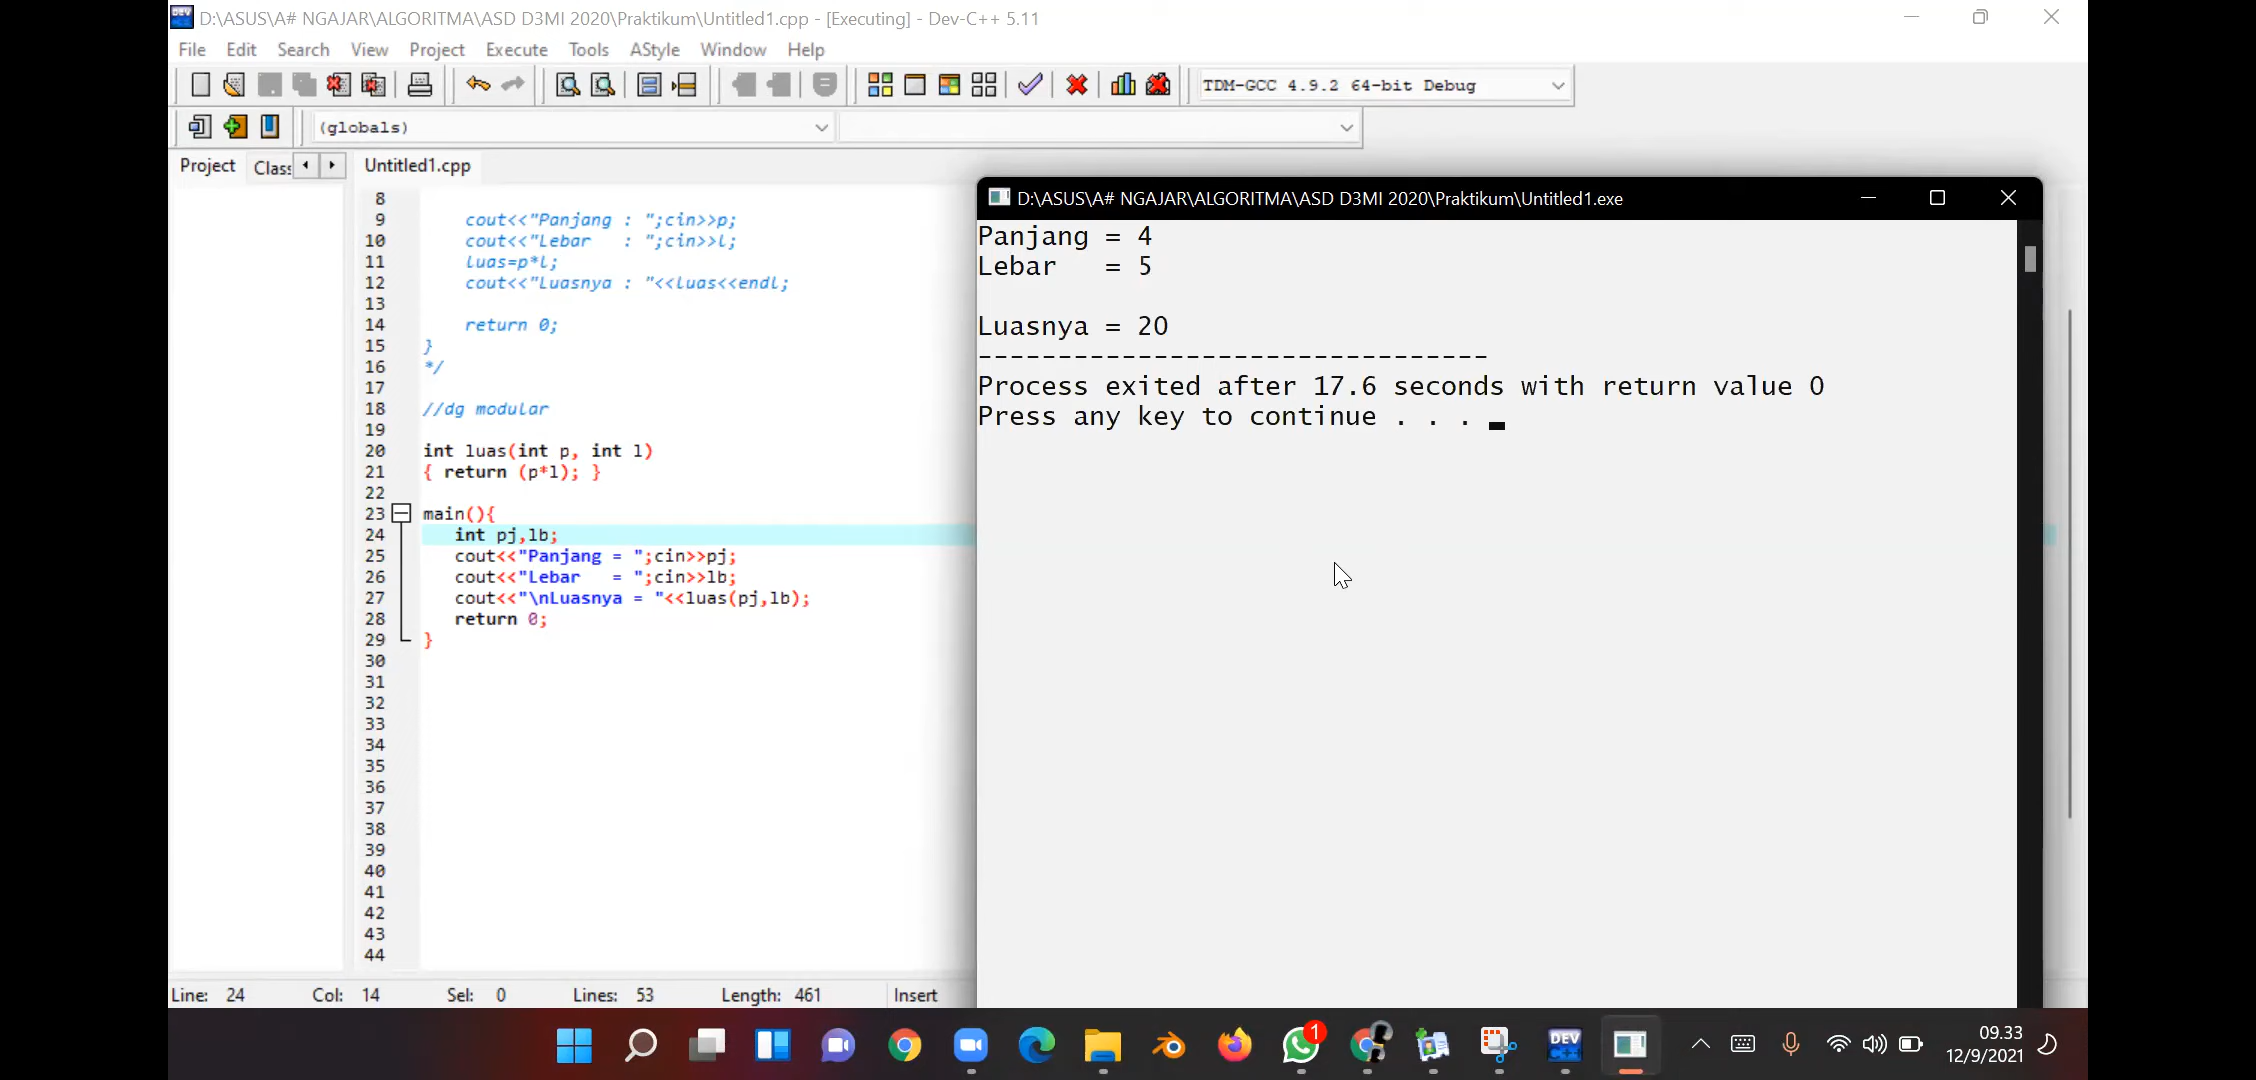 D:\ASUS\A# NGAJAR\ALGORITMA\ASD D3MI 2020\Praktikum\Untitled1.cpp - [Executing] - Dev-C++ 5.11
File Edit Search View Project Execute Tools AStyle Window Help
TDM-GCC 4.9.2 64-bit Debug
(globals)
Project Clas Untitled1.cpp
8
9 cout<<"Panjang : ";cin>>p;
10 cout<<"Lebar   : ";cin>>l;
11 luas=p*l;
12 cout<<"Luasnya : "<<luas<<endl;
13
14 return 0;
15 }
16 */
17
18 //dg modular
19
20 int luas(int p, int l)
21 { return (p*l); }
22
23 main(){
24 int pj,lb;
25 cout<<"Panjang = ";cin>>pj;
26 cout<<"Lebar   = ";cin>>lb;
27 cout<<"\nLuasnya = "<<luas(pj,lb);
28 return 0;
29 }
30
31
32
33
34
35
36
37
38
39
40
41
42
43
44
D:\ASUS\A# NGAJAR\ALGORITMA\ASD D3MI 2020\Praktikum\Untitled1.exe
Panjang = 4
Lebar   = 5
Luasnya = 20
--------------------------------
Process exited after 17.6 seconds with return value 0
Press any key to continue . . .
Line: 24 Col: 14 Sel: 0 Lines: 53 Length: 461 Insert
1
DEV
C++
09.33
12/9/2021